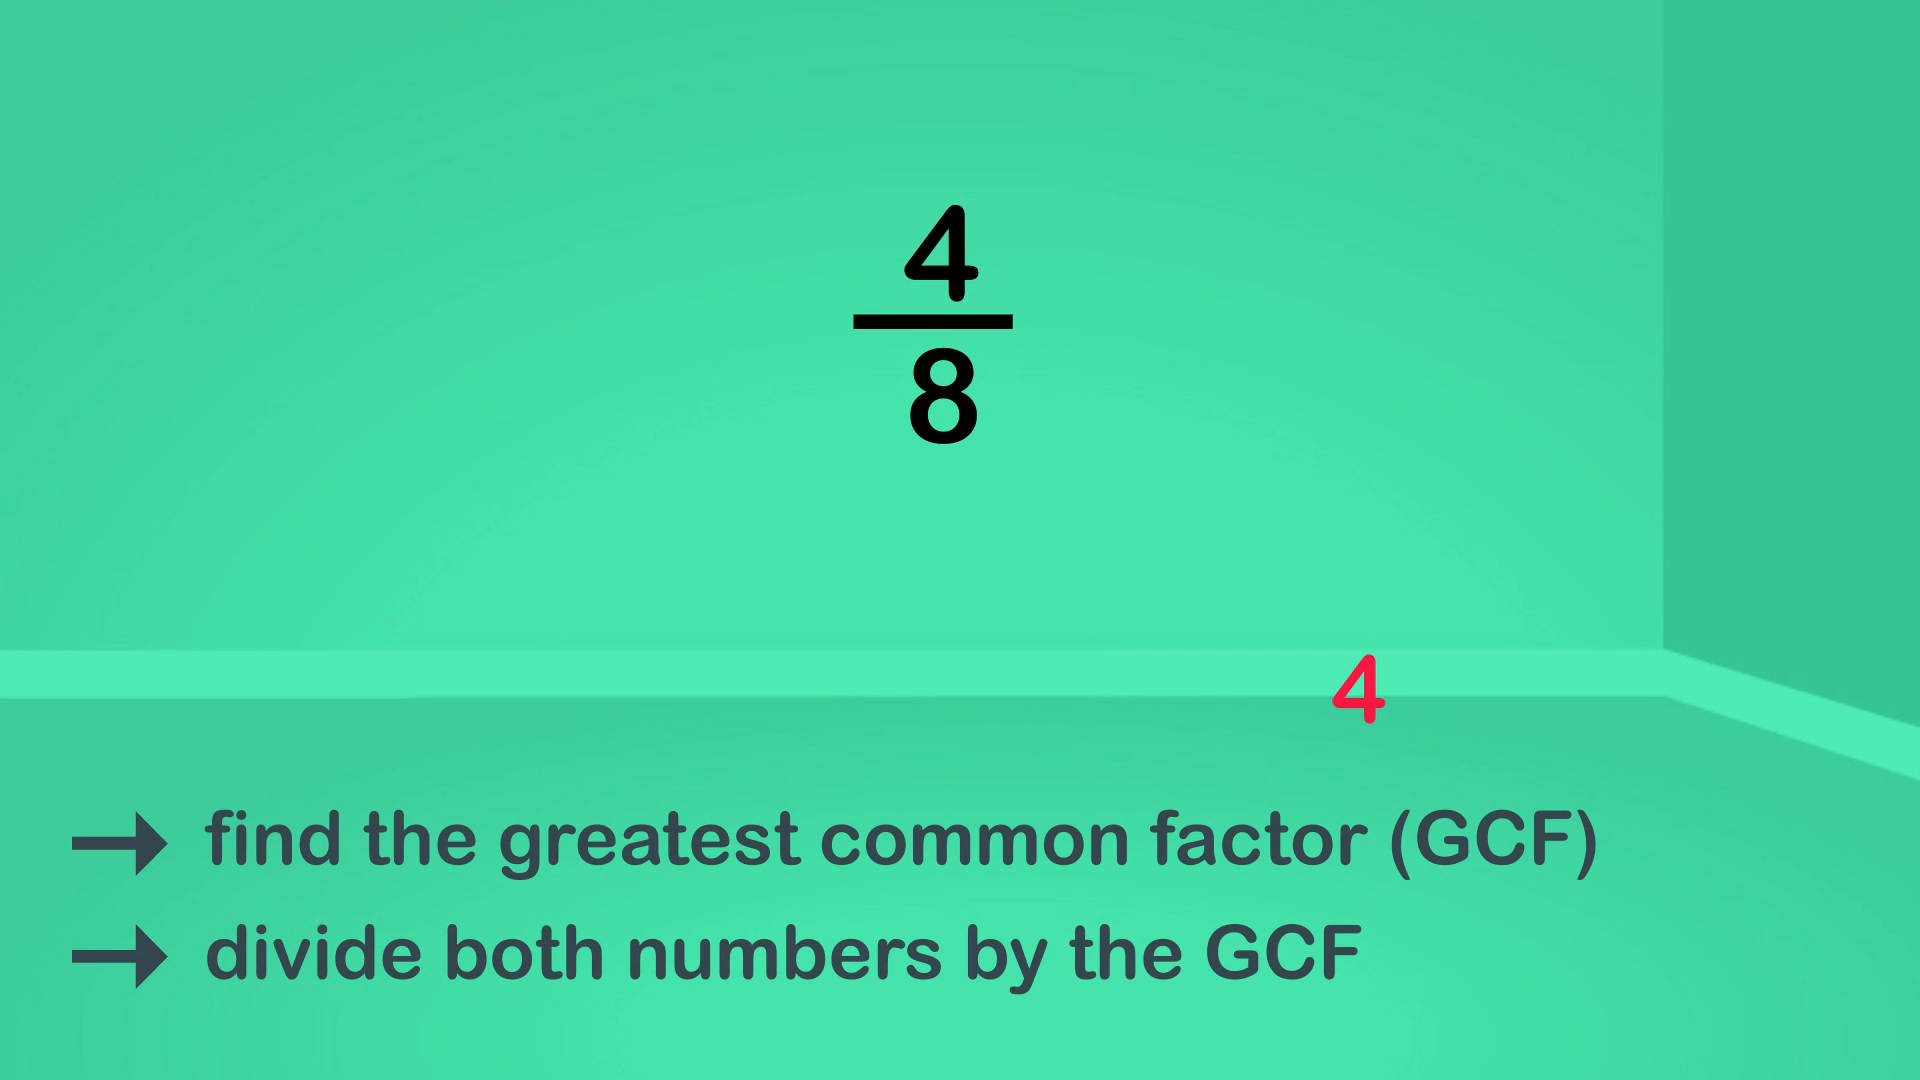 4
8
4
find the greatest common factor (GCF)
divide both numbers by the GCF